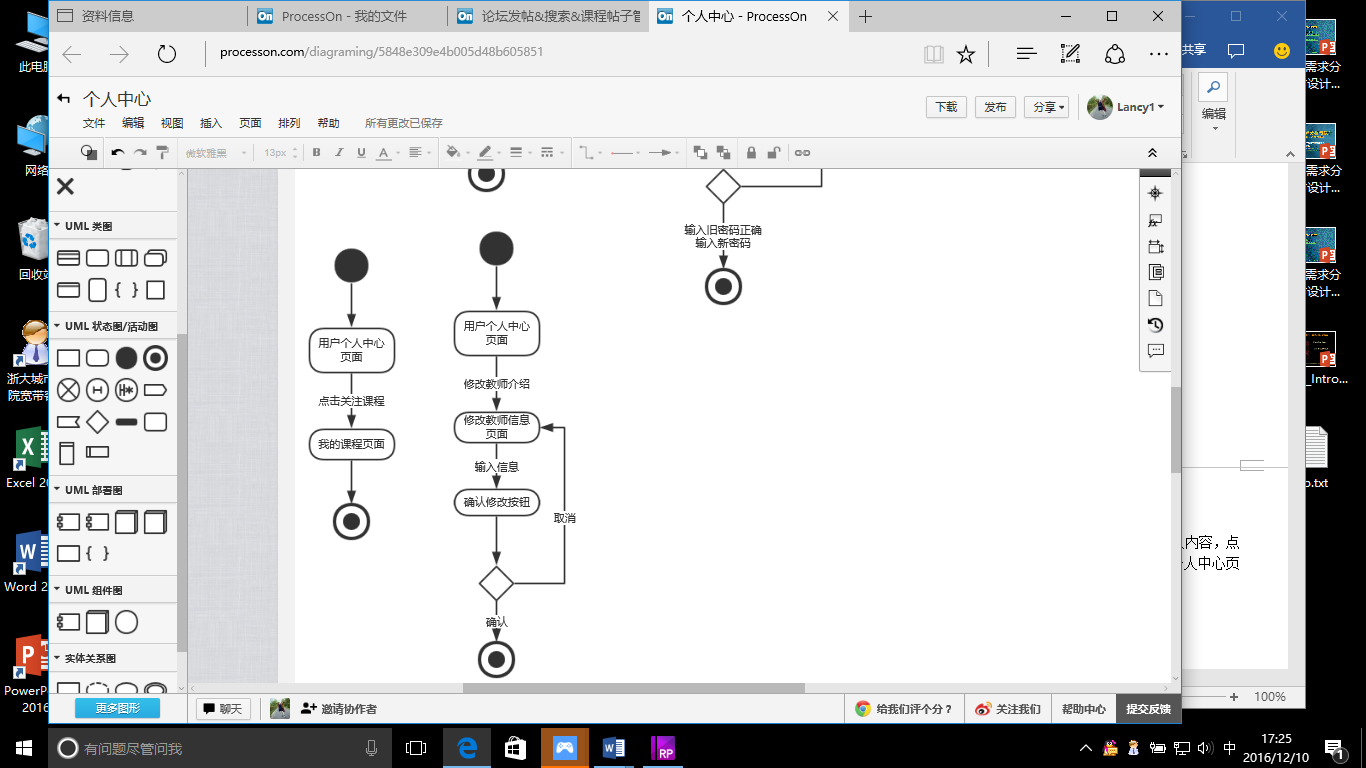 此电脑
网络
回收站
浙大城市
院宽带客
Excel 20
Word 2
PowerP
2016
资料信息
ProcessOn - 我的文件
论坛发帖&搜索&课程帖子管
个人中心 - ProcessOn
processon.com/diagraming/5848e309e4b005d48b605851
个人中心
文件 编辑 视图 插入 页面 排列 帮助 所有更改已保存
下载 发布 分享 Lancy1
微软雅黑 13px B I U A
UML 类图
UML 状态图/活动图
UML 部署图
UML 组件图
实体关系图
更多图形
用户个人中心
页面
点击关注课程
我的课程页面
用户个人中心
页面
修改教师介绍
修改教师信息
页面
输入信息
确认修改按钮
取消
确认
输入旧密码正确
输入新密码
聊天 邀请协作者
给我们评个分？ 关注我们 帮助中心 提交反馈
共享
编辑
内容，点
人中心页
100%
需求分
设计...
需求分
设计...
需求分
设计...
_Intro...
p.txt
有问题尽管问我
RP
中
17:25
2016/12/10
1